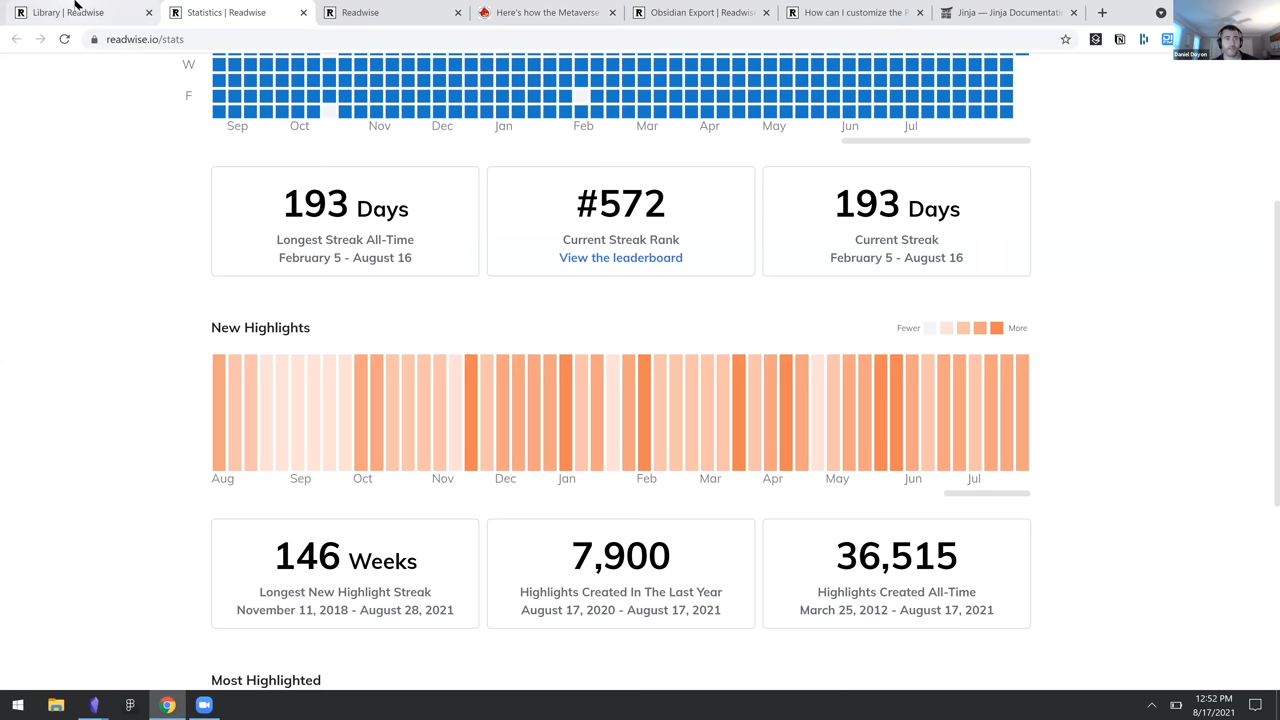 Library | Readwise
Statistics | Readwise
Readwise
Here's how the Metaverse
Obsidian Export | Readwis
How can I customize the P
Jinja — Jinja Documentati
readwise.io/stats
Daniel Doyon
W
F
Sep Oct Nov Dec Jan Feb Mar Apr May Jun Jul
193 Days
Longest Streak All-Time
February 5 - August 16
#572
Current Streak Rank
View the leaderboard
193 Days
Current Streak
February 5 - August 16
New Highlights
Fewer More
Aug Sep Oct Nov Dec Jan Feb Mar Apr May Jun Jul
146 Weeks
Longest New Highlight Streak
November 11, 2018 - August 28, 2021
7,900
Highlights Created In The Last Year
August 17, 2020 - August 17, 2021
36,515
Highlights Created All-Time
March 25, 2012 - August 17, 2021
Most Highlighted
12:52 PM
8/17/2021